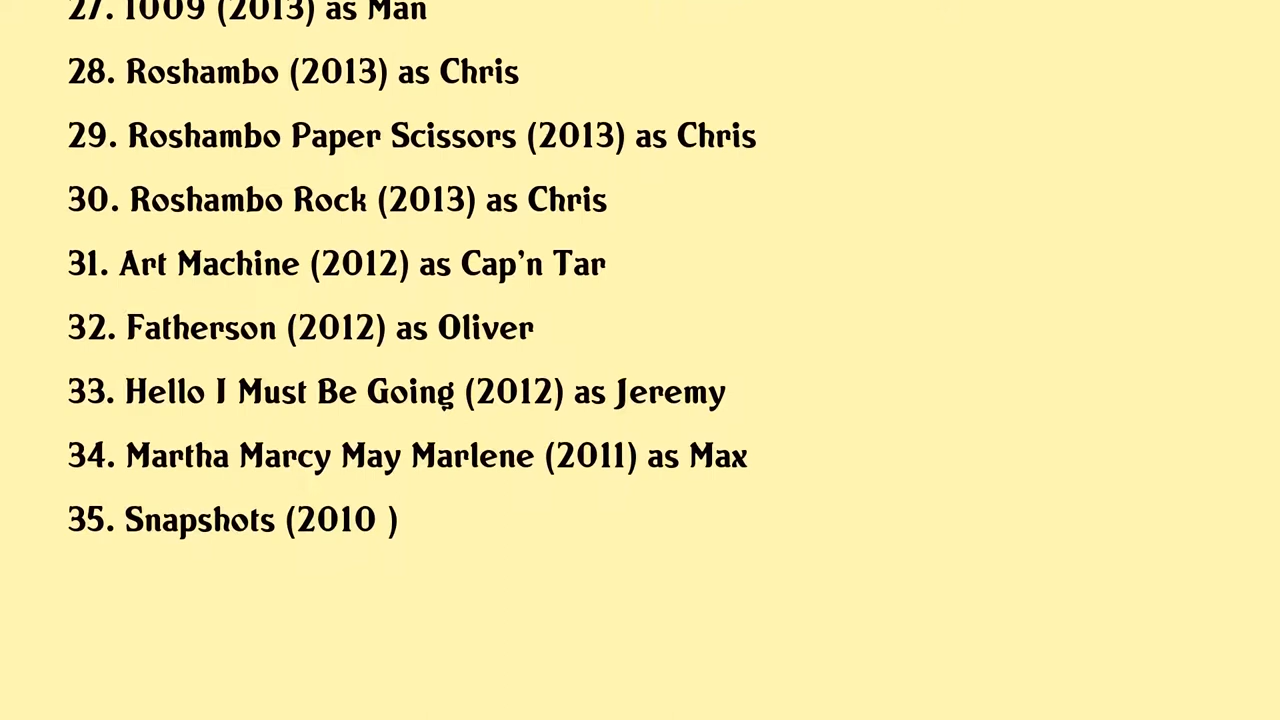 27. 1009 (2013) as Man
28. Roshambo (2013) as Chris
29. Roshambo Paper Scissors (2013) as Chris
30. Roshambo Rock (2013) as Chris
31. Art Machine (2012) as Cap'n Tar
32. Fatherson (2012) as Oliver
33. Hello I Must Be Going (2012) as Jeremy
34. Martha Marcy May Marlene (2011) as Max
35. Snapshots (2010 )